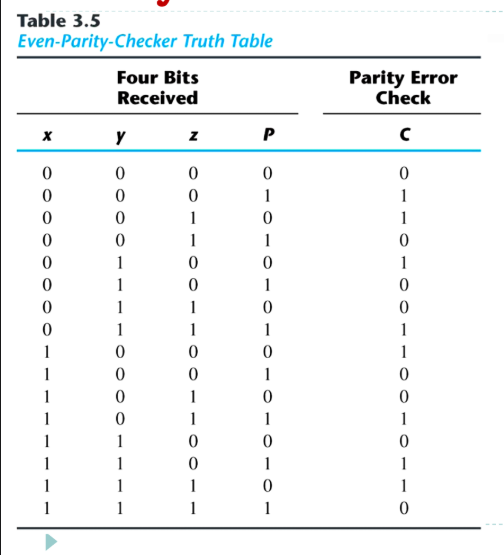 Table 3.5
Even-Parity-Checker Truth Table
Four Bits Received Parity Error Check
x y z P C
0 0 0 0 0
0 0 0 1 1
0 0 1 0 1
0 0 1 1 0
0 1 0 0 1
0 1 0 1 0
0 1 1 0 0
0 1 1 1 1
1 0 0 0 1
1 0 0 1 0
1 0 1 0 0
1 0 1 1 1
1 1 0 0 0
1 1 0 1 1
1 1 1 0 1
1 1 1 1 0